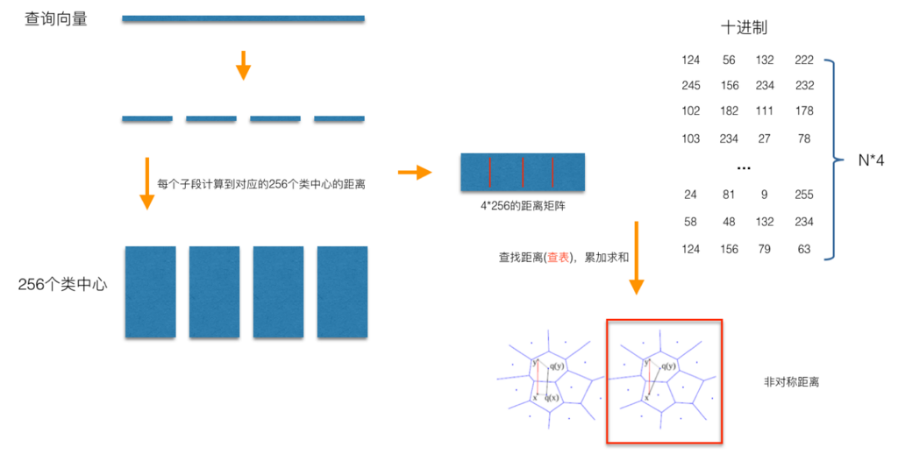 查询向量
每个子段计算到对应的256个类中心的距离
256个类中心
4*256的距离矩阵
查找距离(查表)，累加求和
十进制
124 56 132 222
245 156 234 232
102 182 111 178
103 234 27 78
...
24 81 9 255
58 48 132 234
124 156 79 63
N*4
y q(y)
x q(x)
y q(y)
x
非对称距离